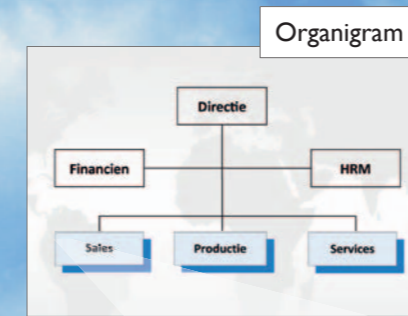 Organigram
Directie
Financien
HRM
Sales
Productie
Services